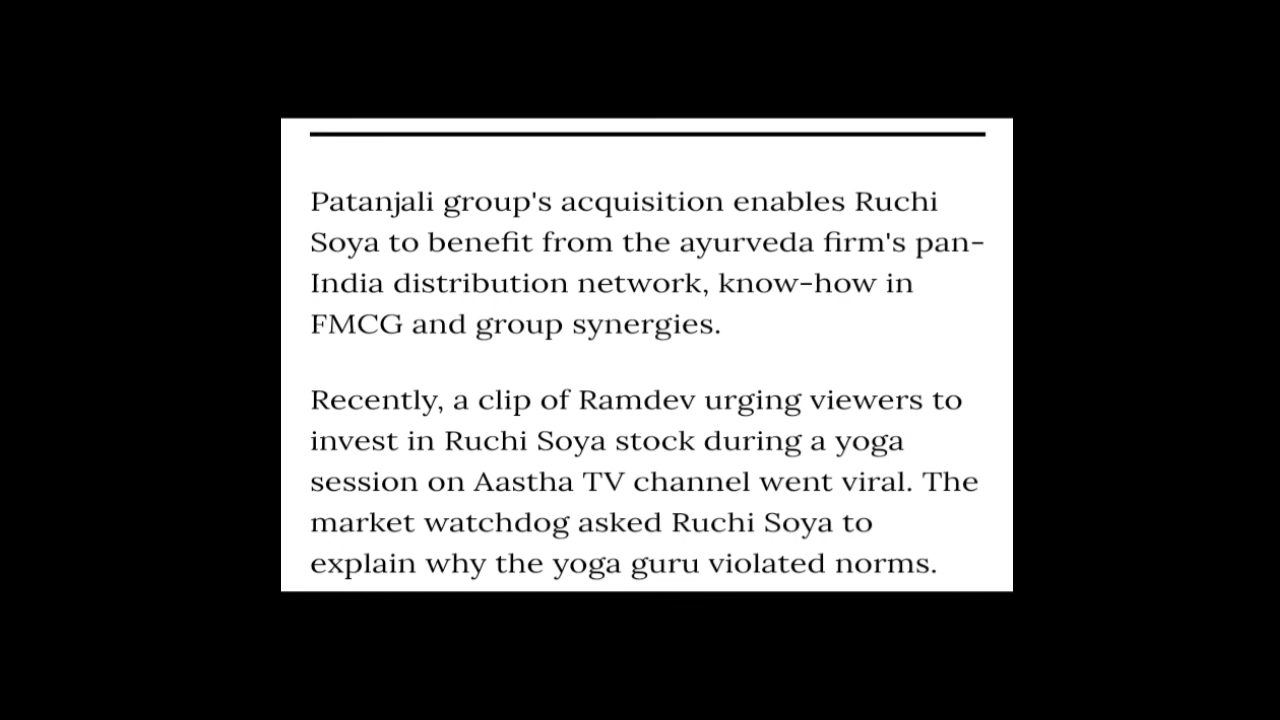 Patanjali group's acquisition enables Ruchi
Soya to benefit from the ayurveda firm's pan-
India distribution network, know-how in
FMCG and group synergies.
Recently, a clip of Ramdev urging viewers to
invest in Ruchi Soya stock during a yoga
session on Aastha TV channel went viral. The
market watchdog asked Ruchi Soya to
explain why the yoga guru violated norms.